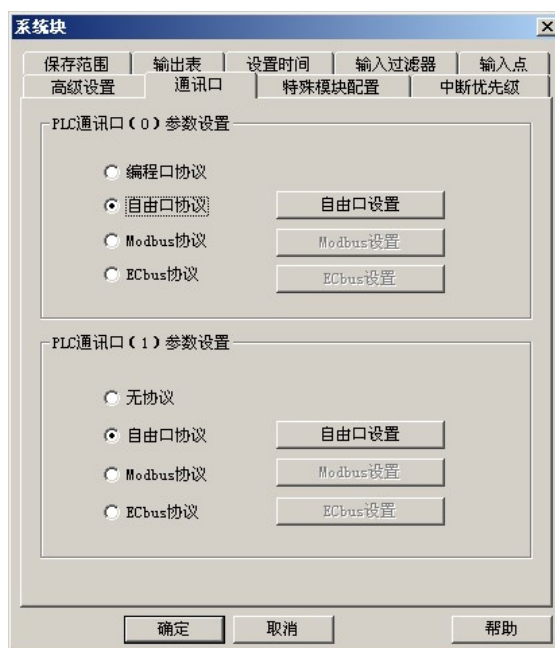 系统块
保存范围 输出表 设置时间 输入过滤器 输入点
高级设置 通讯口 特殊模块配置 中断优先级
PLC通讯口(0)参数设置
编程口协议
自由口协议 自由口设置
Modbus协议 Modbus设置
ECbus协议 ECbus设置
PLC通讯口(1)参数设置
无协议
自由口协议 自由口设置
Modbus协议 Modbus设置
ECbus协议 ECbus设置
确定 取消 帮助